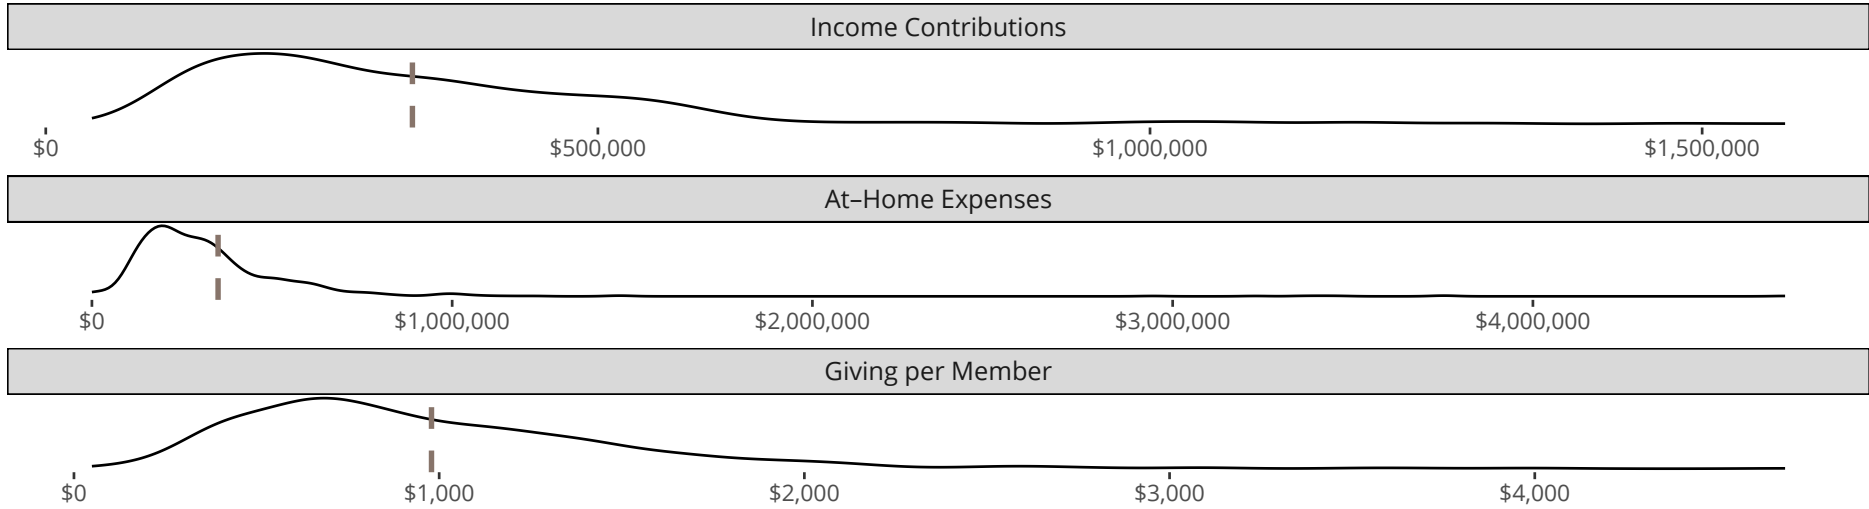 Income Contributions
$0 $500,000 $1,000,000 $1,500,000
At–Home Expenses
$0 $1,000,000 $2,000,000 $3,000,000 $4,000,000
Giving per Member
$0 $1,000 $2,000 $3,000 $4,000